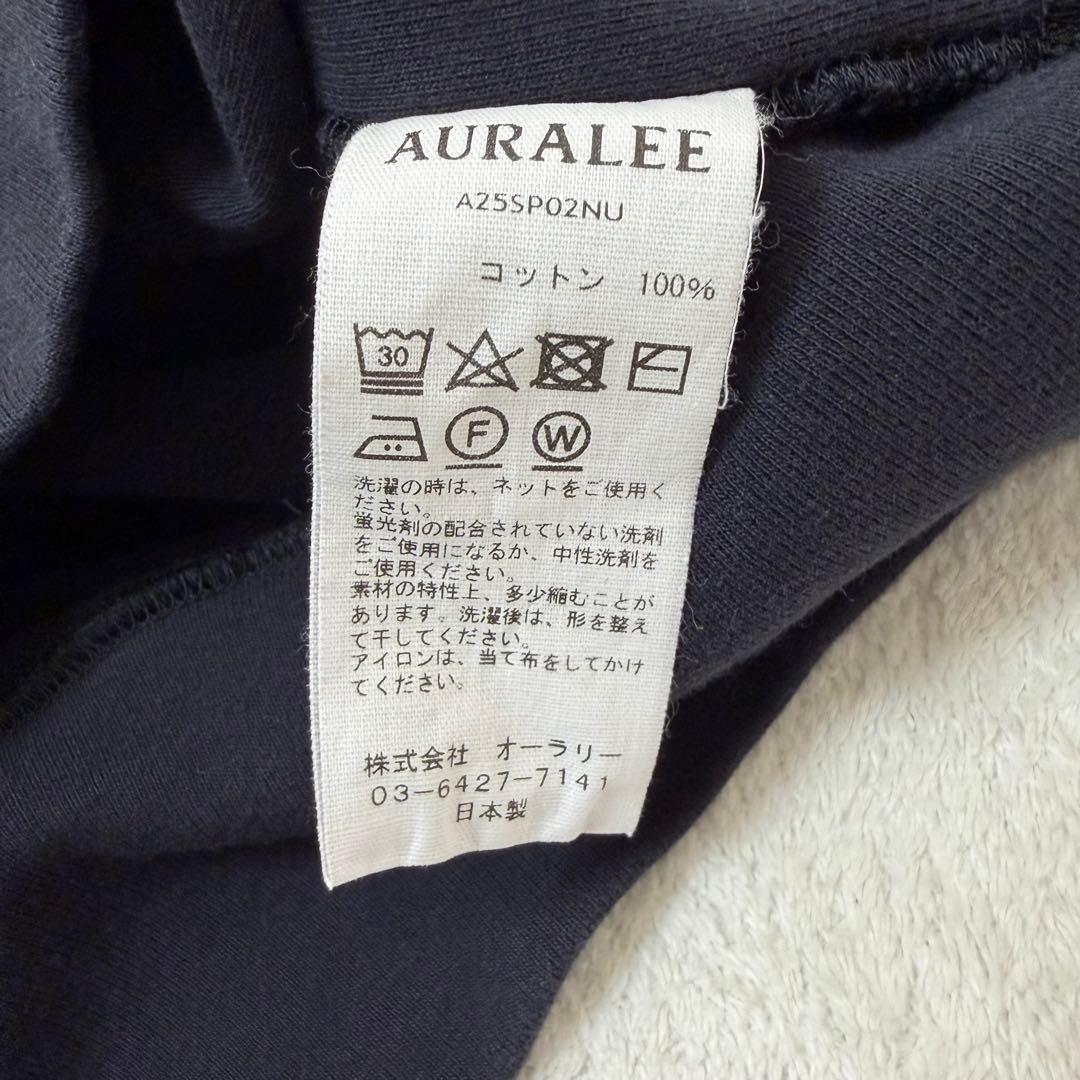 AURALEE
A25SP02NU
コットン 100%
30
F W
洗濯の時は、ネットをご使用く
ださい。
蛍光剤の配合されていない洗剤
をご使用になるか、中性洗剤を
ご使用ください。
素材の特性上、多少縮むことが
あります。洗濯後は、形を整え
て干してください。
アイロンは、当て布をしてかけ
てください。
株式会社 オーラリー
03-6427-7141
日本製